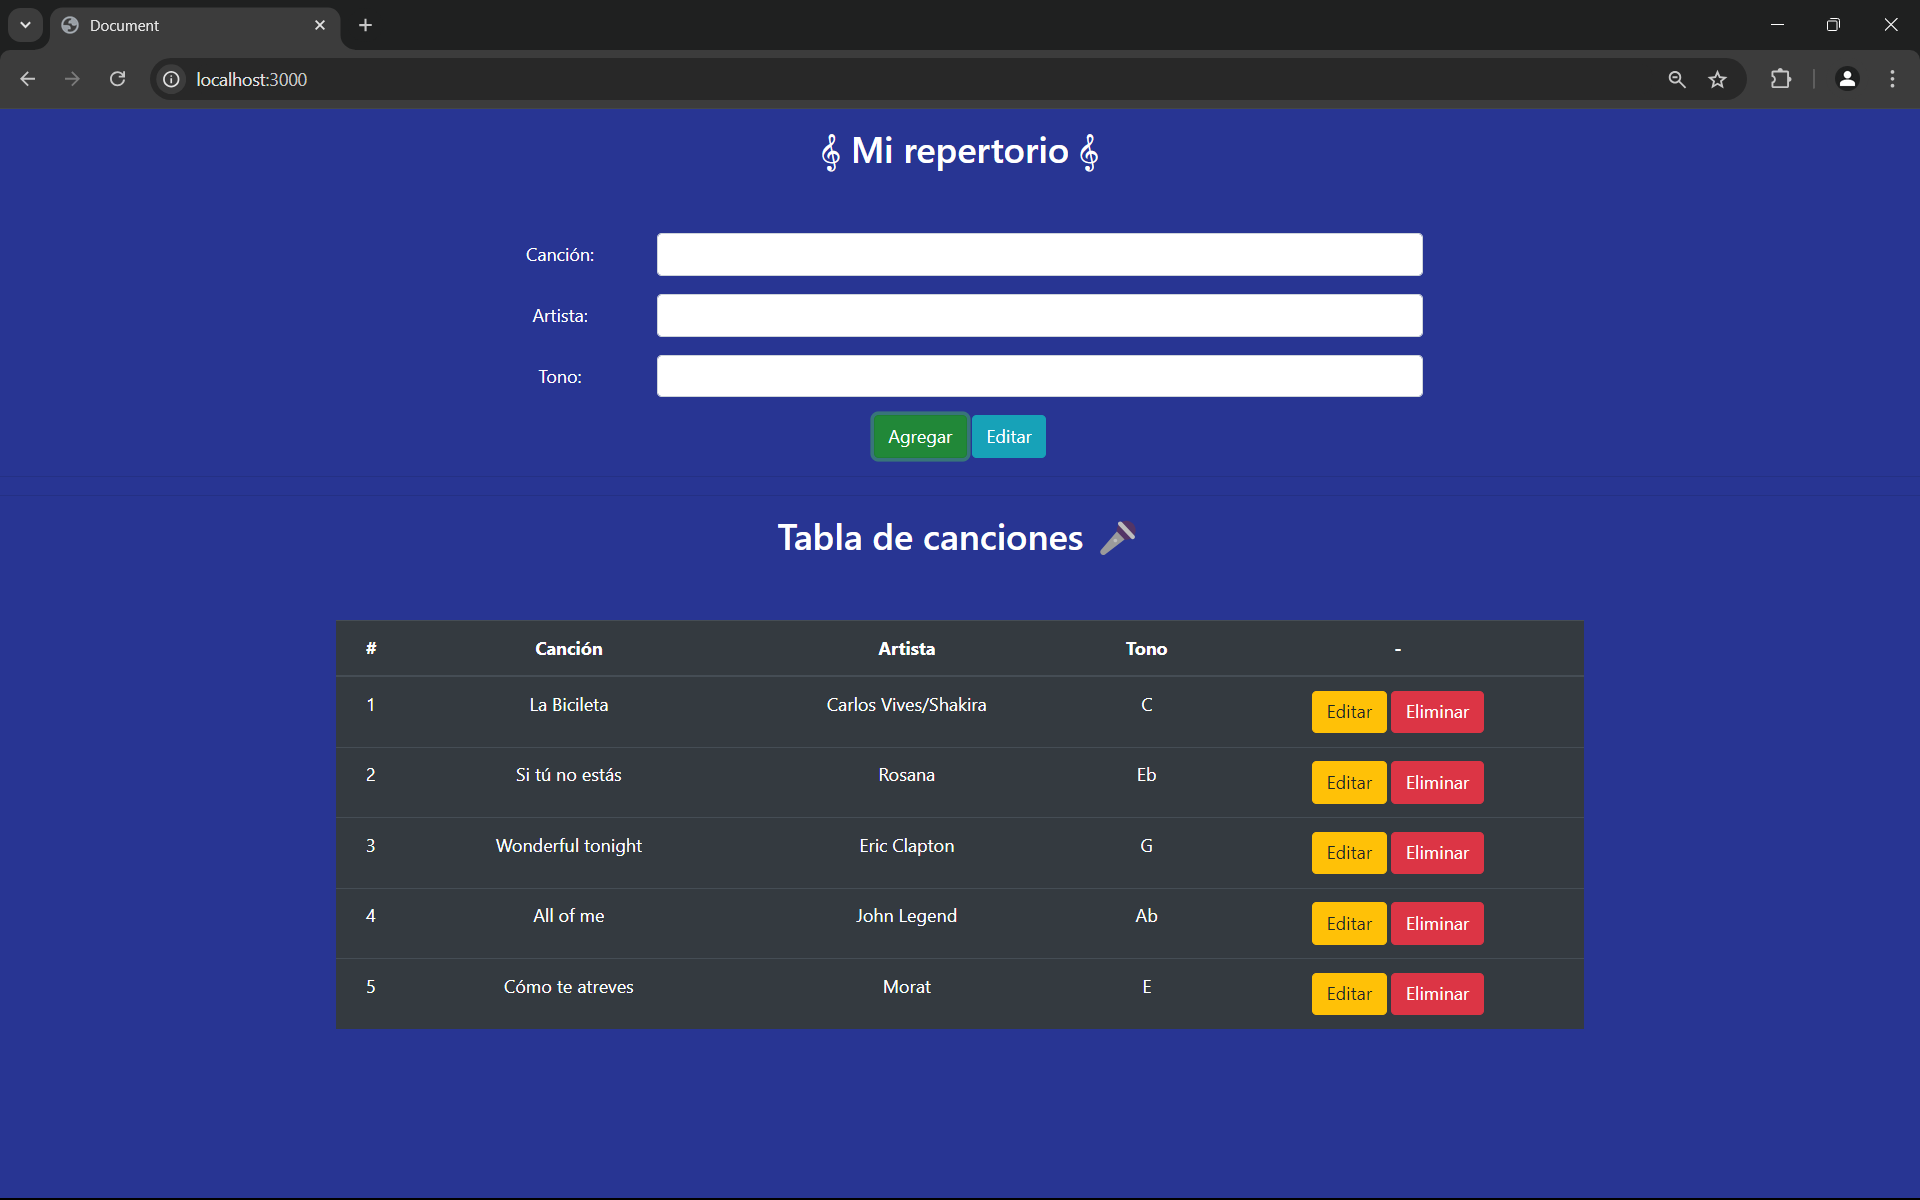 Document
localhost:3000
𝄞 Mi repertorio 𝄞
Canción:
Artista:
Tono:
Agregar Editar
Tabla de canciones 🎤
# Canción Artista Tono -
1 La Bicileta Carlos Vives/Shakira C Editar Eliminar
2 Si tú no estás Rosana Eb Editar Eliminar
3 Wonderful tonight Eric Clapton G Editar Eliminar
4 All of me John Legend Ab Editar Eliminar
5 Cómo te atreves Morat E Editar Eliminar